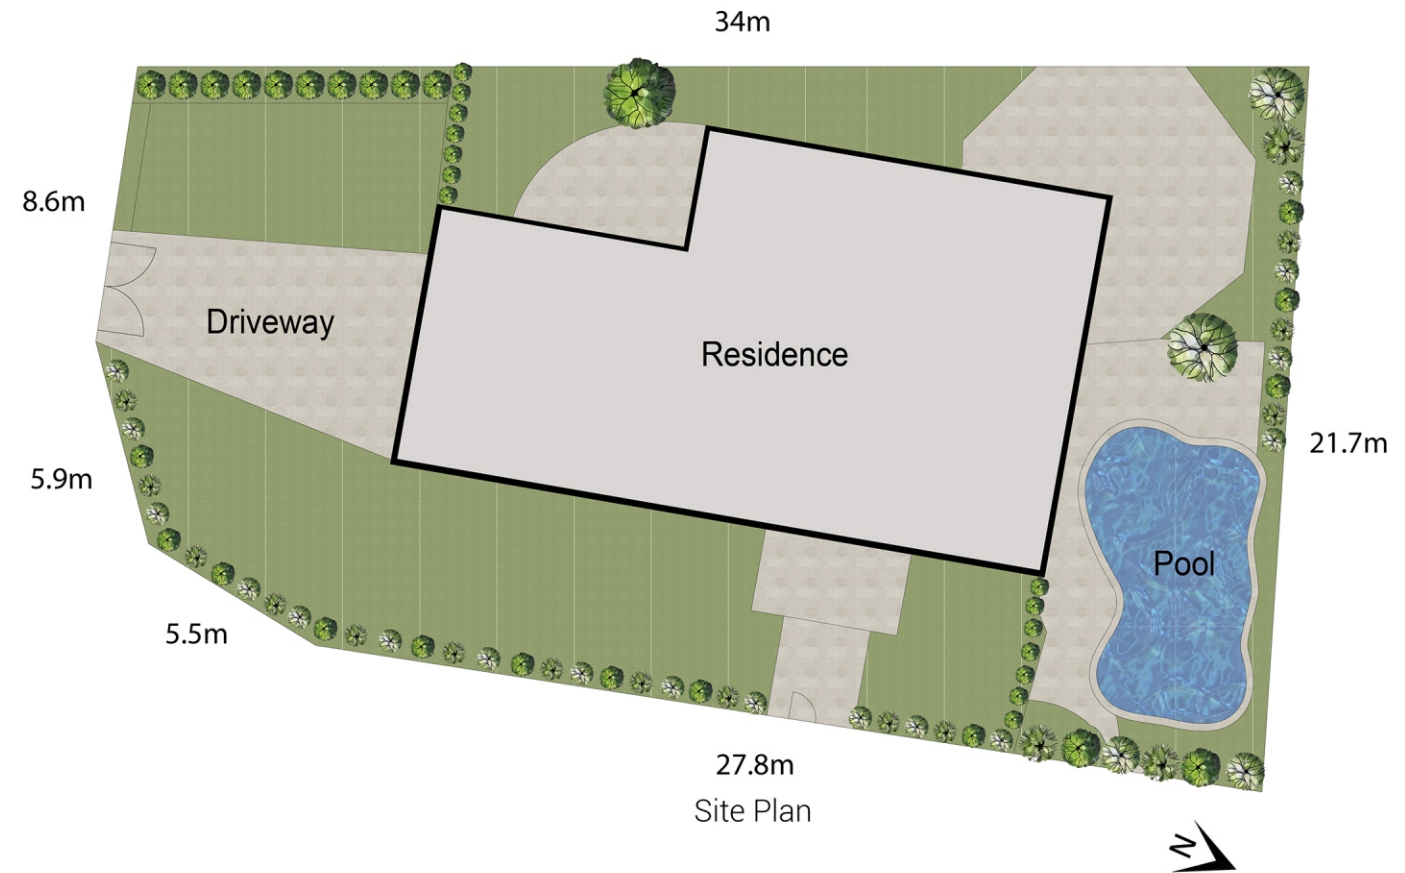 34m
8.6m
Driveway
Residence
21.7m
5.9m
Pool
5.5m
27.8m
Site Plan
N